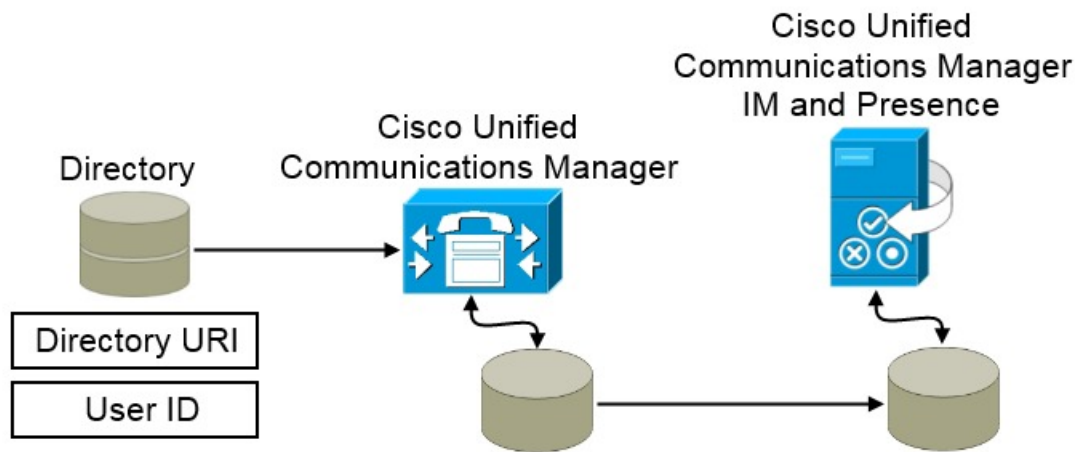 Cisco Unified
Communications Manager
IM and Presence
Cisco Unified
Communications Manager
Directory
Directory URI
User ID